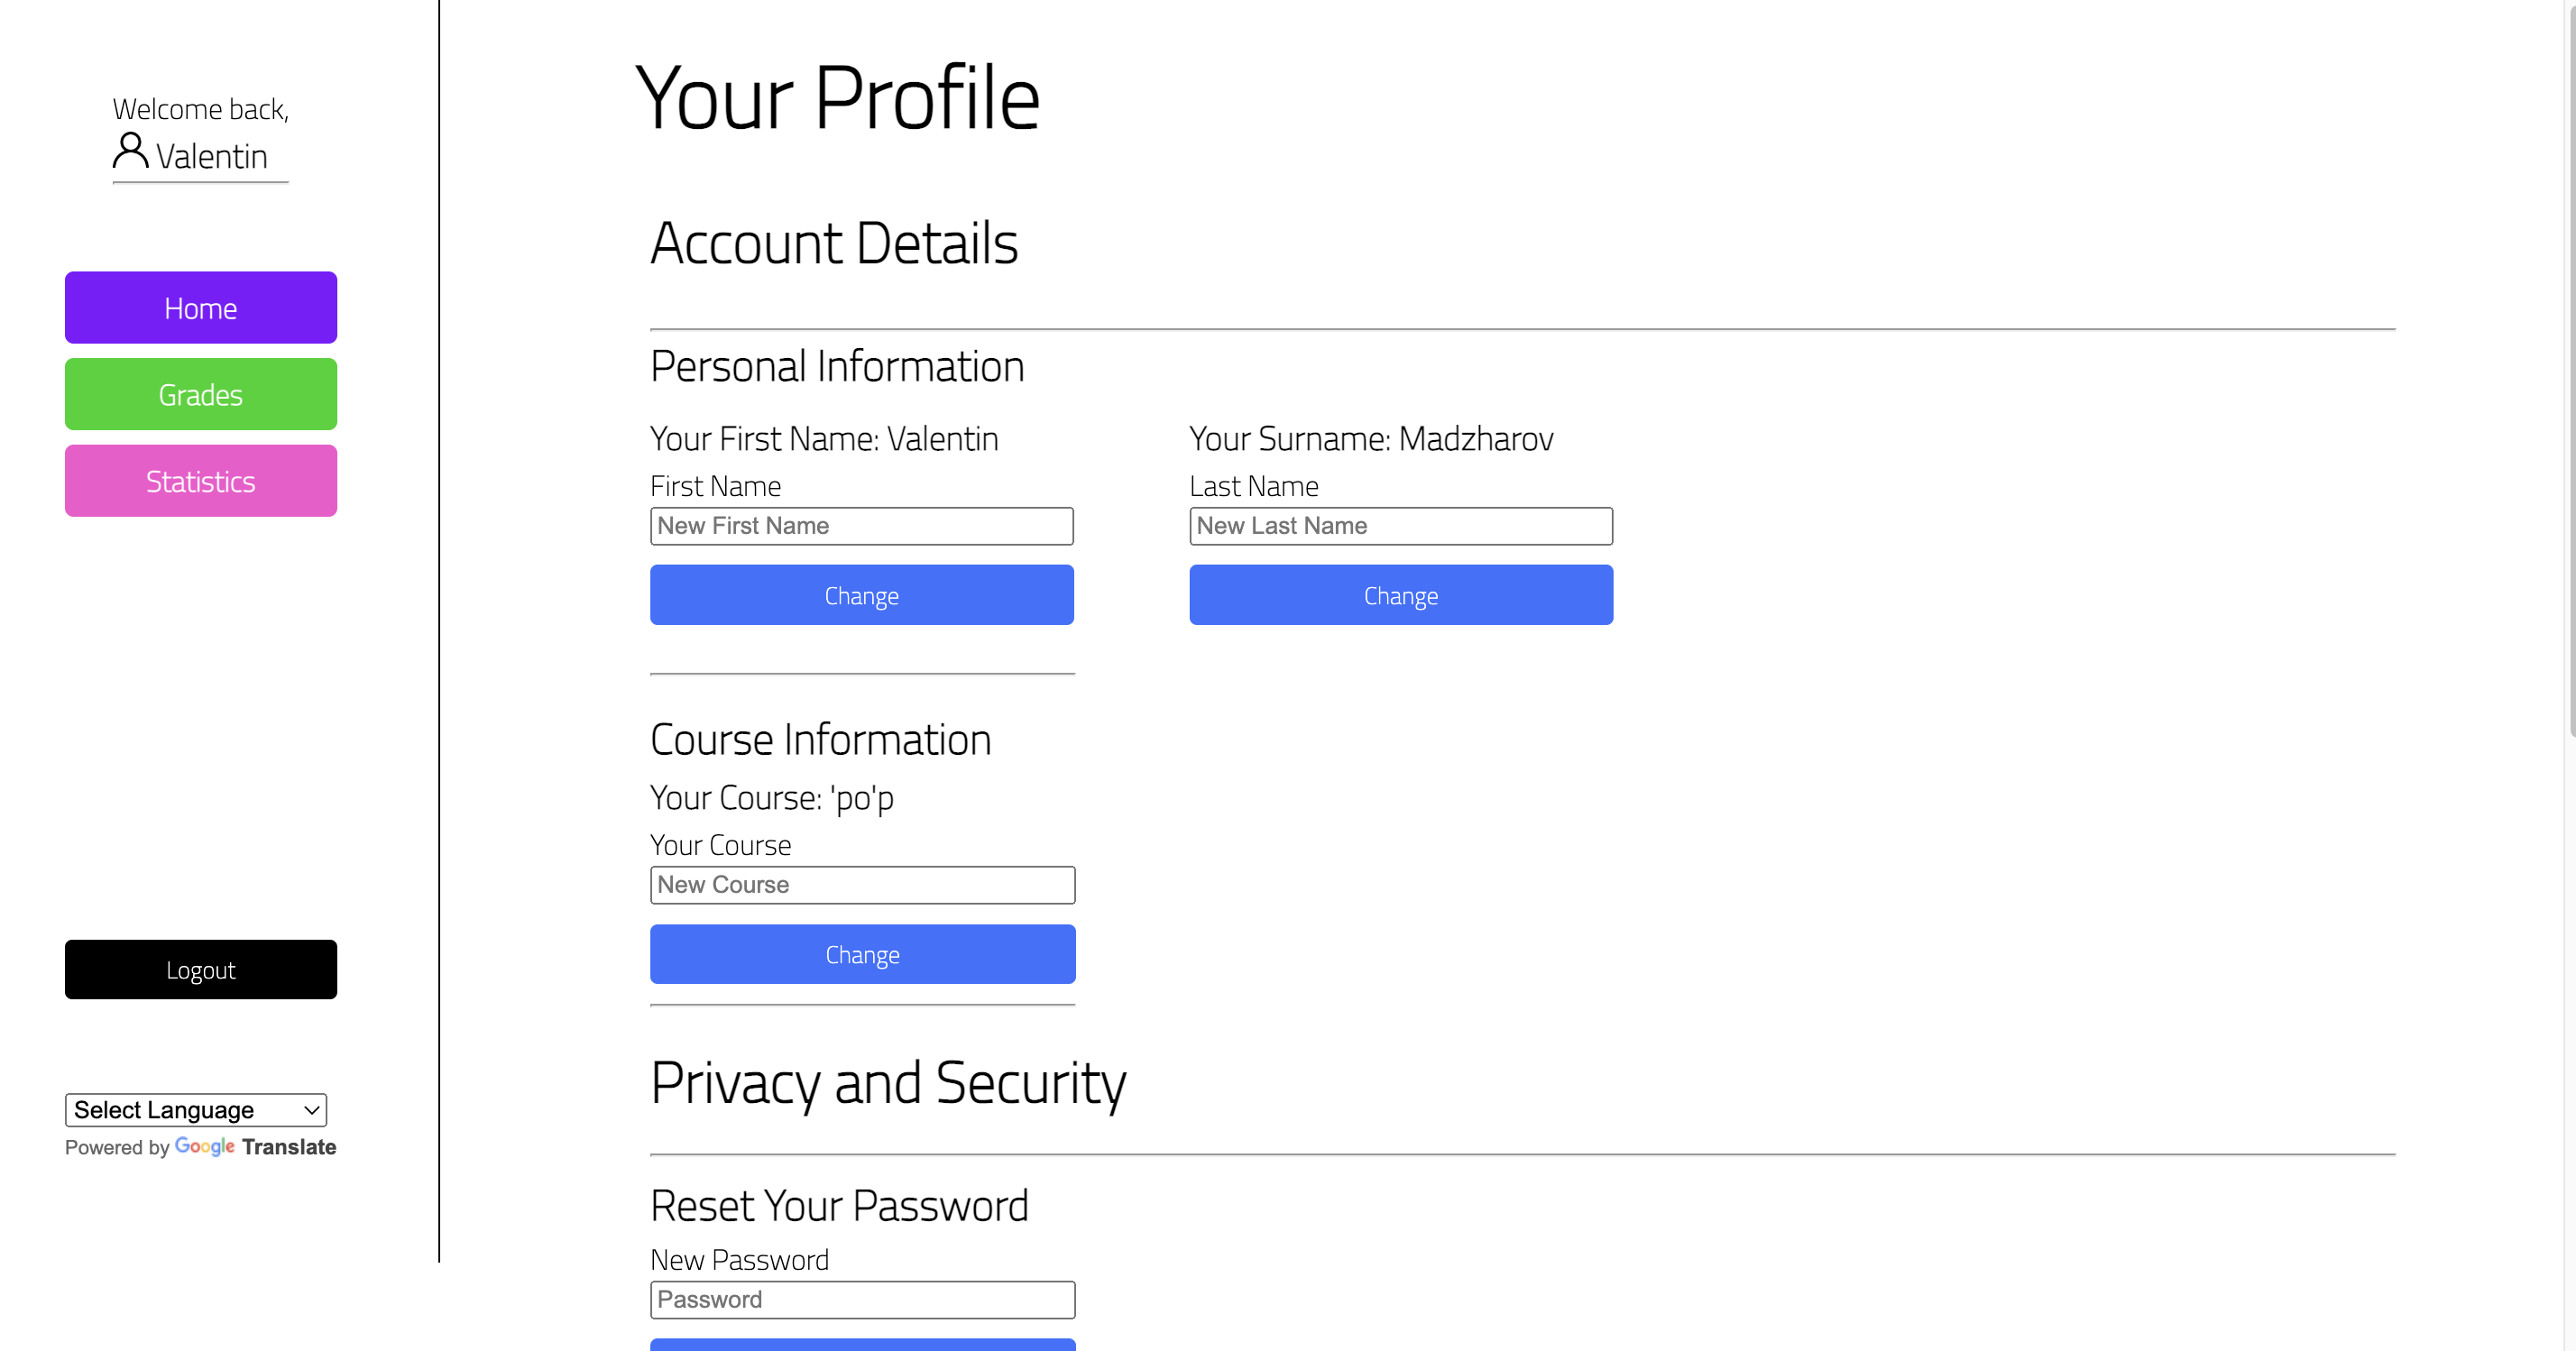 Welcome back,
Valentin
Home
Grades
Statistics
Logout
Select Language
Powered by Google Translate
Your Profile
Account Details
Personal Information
Your First Name: Valentin
First Name
New First Name
Change
Your Surname: Madzharov
Last Name
New Last Name
Change
Course Information
Your Course: 'po'p
Your Course
New Course
Change
Privacy and Security
Reset Your Password
New Password
Password